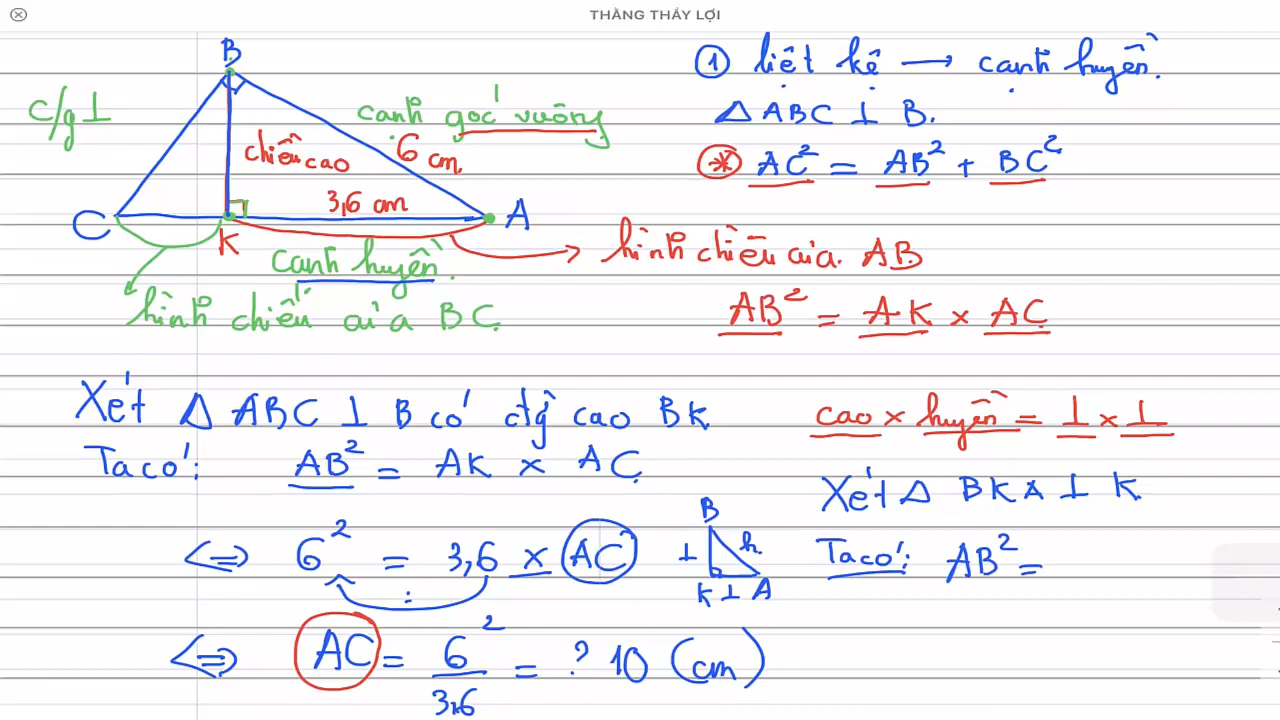 THẰNG THẦY LỢI
B
C/g ⊥
cạnh góc vuông
chiều cao
6 cm.
3,6 cm
C
K
A
cạnh huyền.
hình chiếu của BC
① liệt kê → cạnh huyền.
△ ABC ⊥ B.
* AC² = AB² + BC²
hình chiếu của AB
AB² = AK × AC
Xét △ ABC ⊥ B có đg cao BK
Ta có: AB² = AK × AC
⇔ 6² = 3,6 × AC
:
⇔ AC = 6²/3,6 = ? 10 (cm)
cao × huyền = ⊥ × ⊥
Xét △ BKA ⊥ K
B
⊥ h
K ⊥ A
Ta có: AB² =